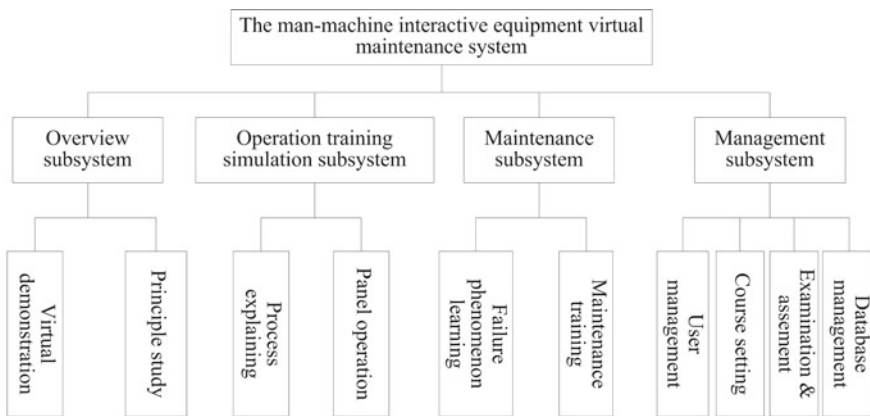 The man-machine interactive equipment virtual
maintenance system
Overview
subsystem
Operation training
simulation subsystem
Maintenance
subsystem
Management
subsystem
Virtual
demonstration
Principle study
Process
explaining
Panel operation
Failure
phenomenon
learning
Maintenance
training
User
management
Course setting
Examination &
assement
Database
management